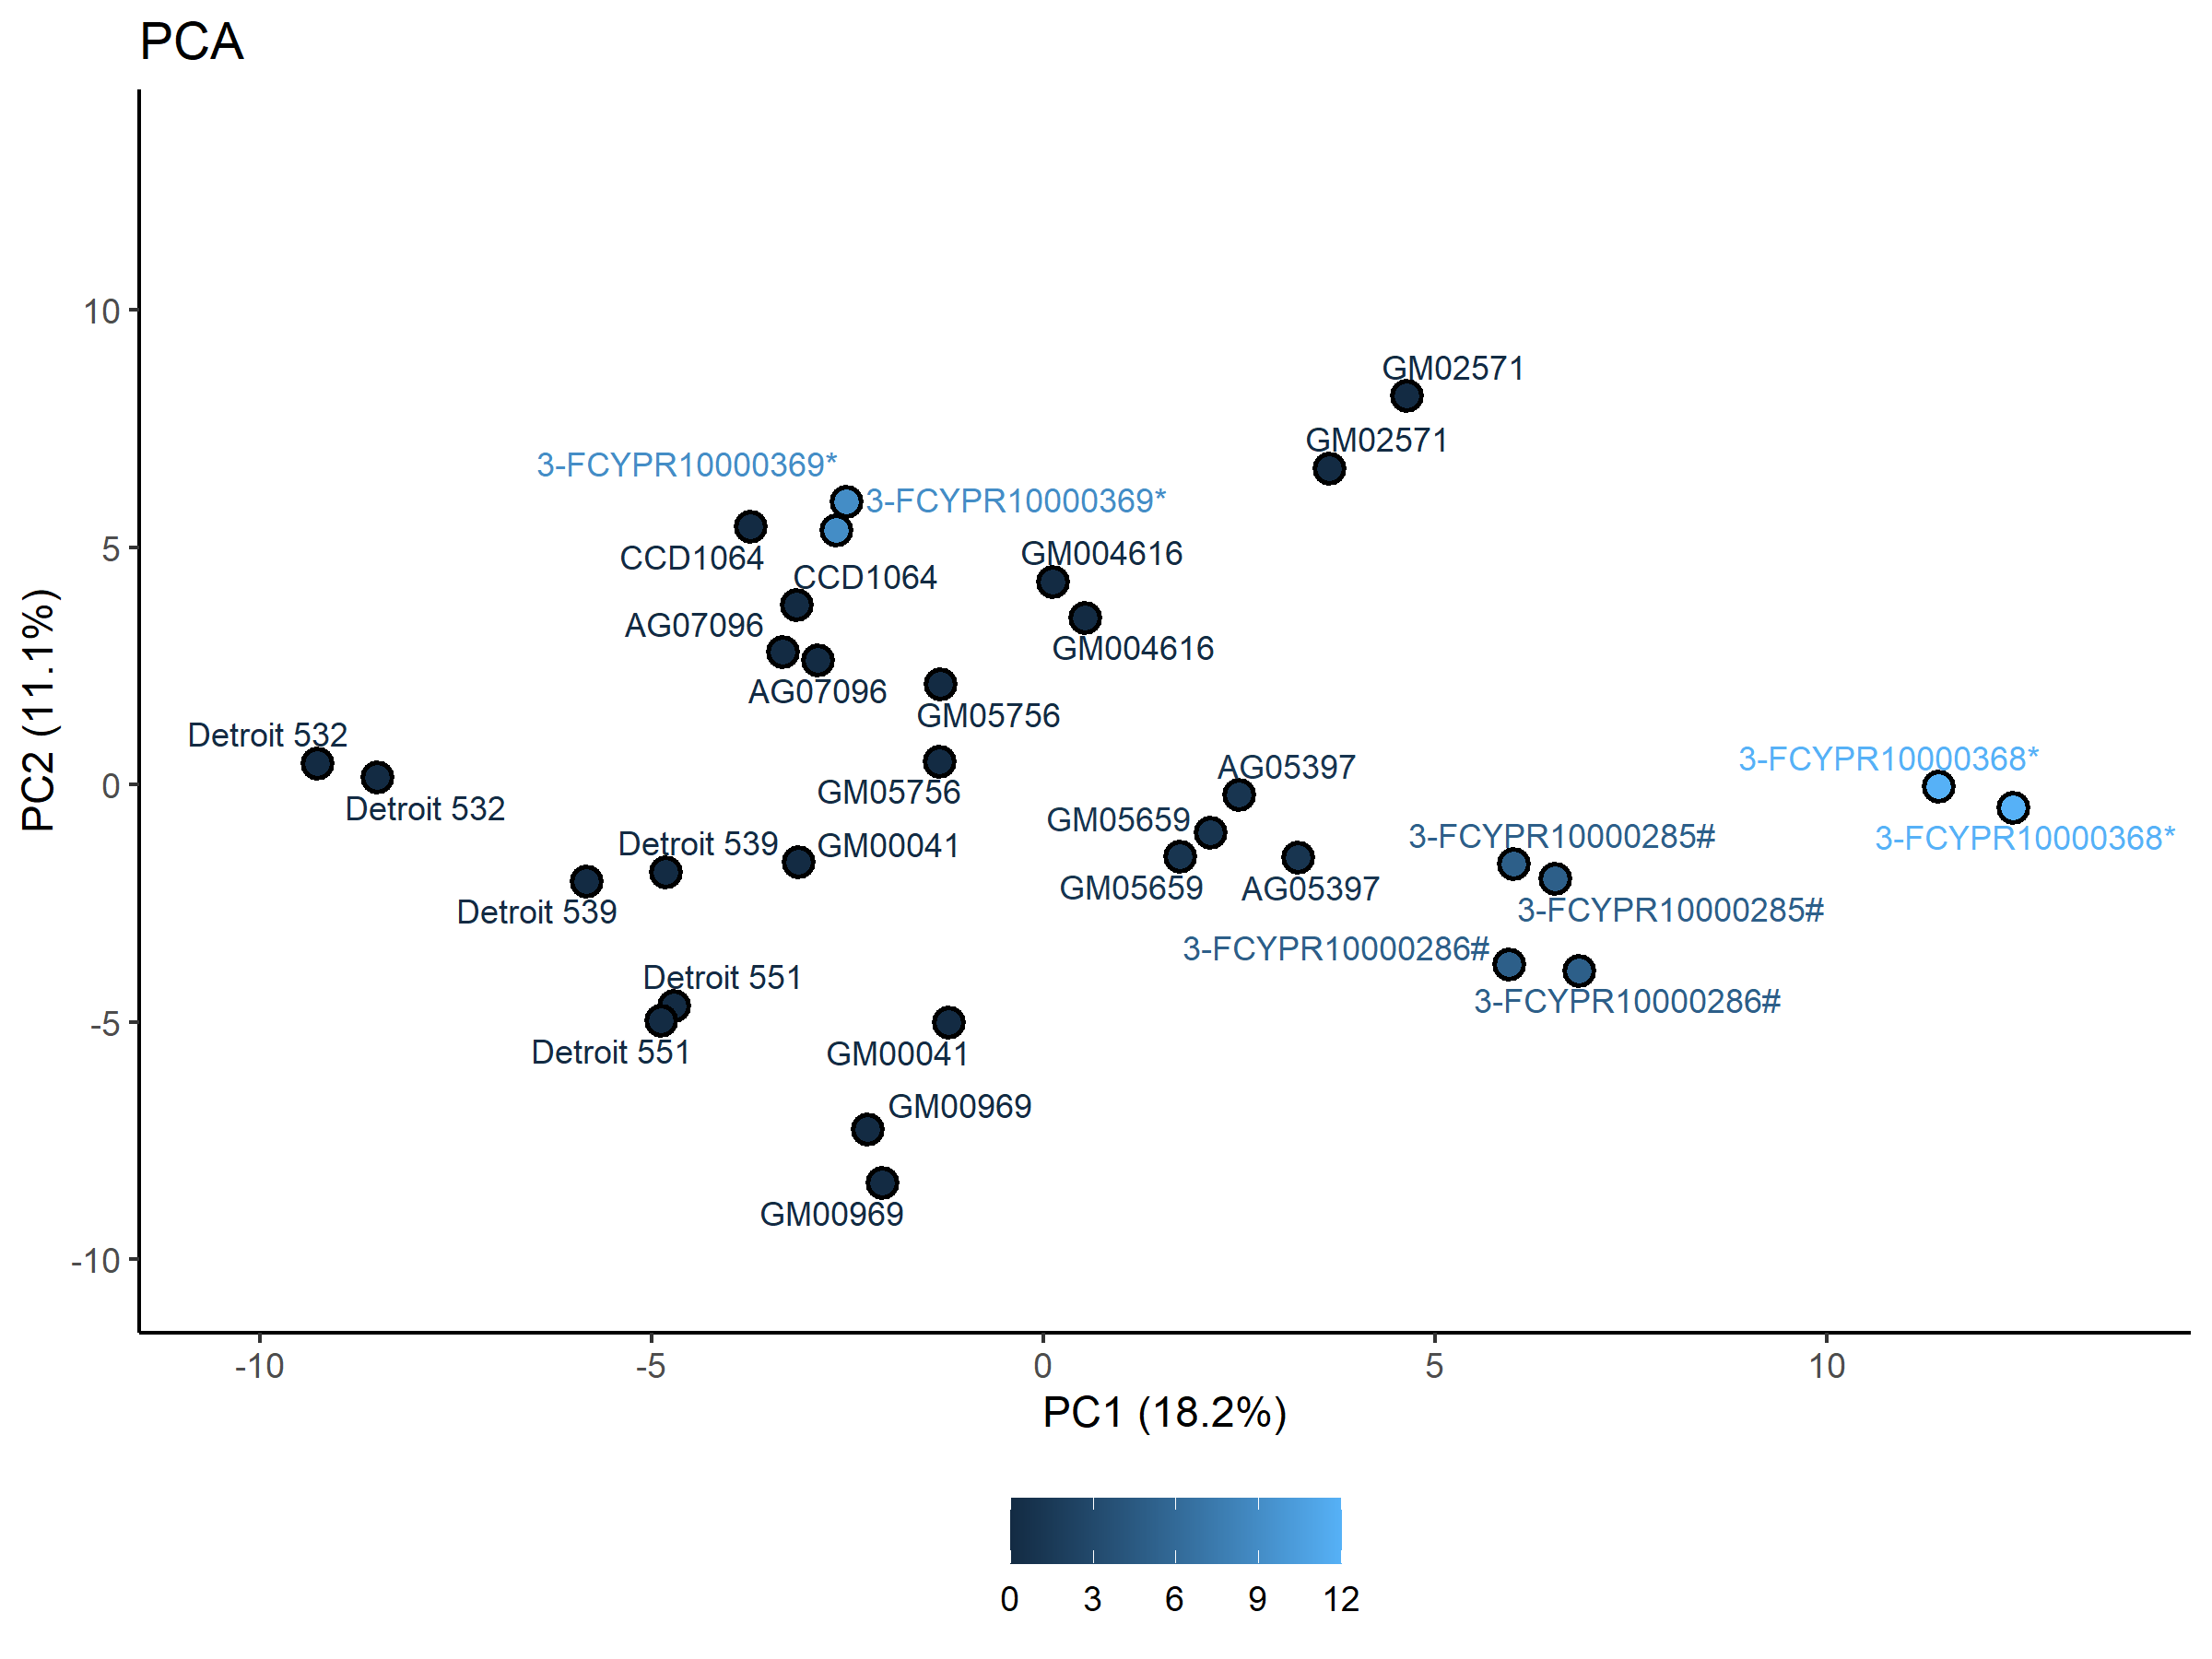 PCA
10
5
0
-5
-10
PC2 (11.1%)
GM02571
GM02571
3-FCYPR10000369*
3-FCYPR10000369*
CCD1064
GM004616
CCD1064
AG07096
GM004616
AG07096
GM05756
Detroit 532
3-FCYPR10000368*
AG05397
GM05756
Detroit 532
GM05659
3-FCYPR10000285#
3-FCYPR10000368*
Detroit 539
GM00041
GM05659
AG05397
Detroit 539
3-FCYPR10000285#
3-FCYPR10000286#
Detroit 551
3-FCYPR10000286#
Detroit 551
GM00041
GM00969
GM00969
-10 -5 0 5 10
PC1 (18.2%)
0 3 6 9 12